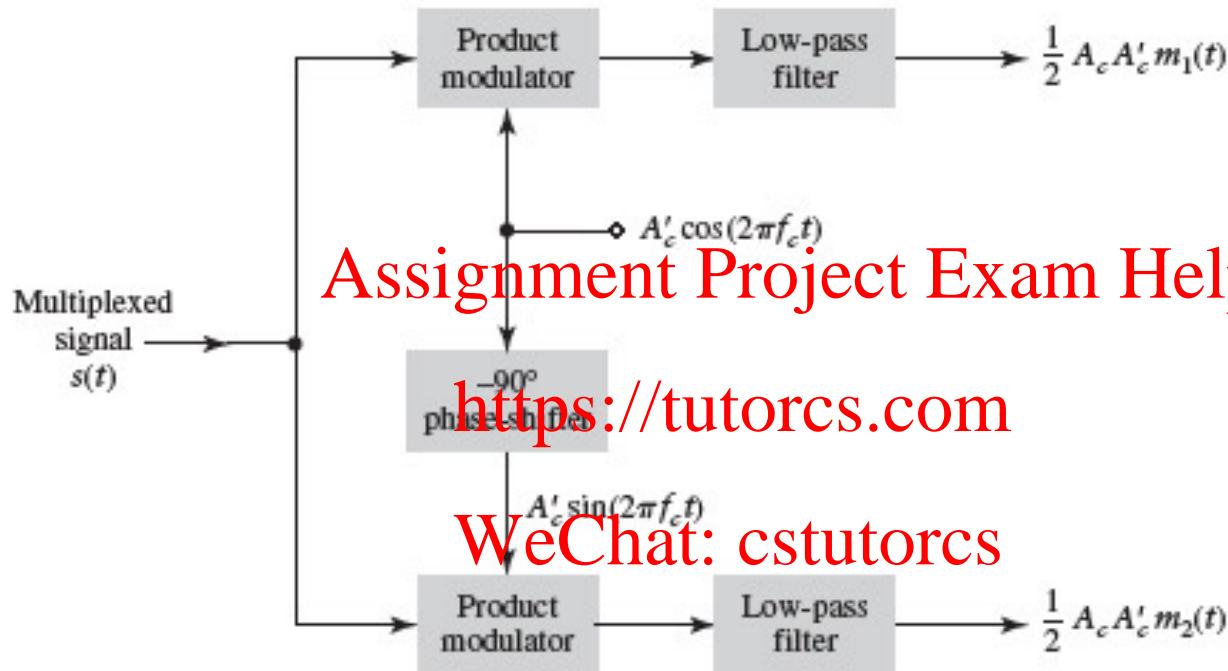 Product
modulator
Low-pass
filter
1/2 A_c A'_c m_1(t)
A'_c cos(2πf_c t)
Assignment Project Exam Hel
Multiplexed
signal
s(t)
–90°
phase-shifter
https://tutorcs.com
A'_c sin(2πf_c t)
WeChat: cstutorcs
Product
modulator
Low-pass
filter
1/2 A_c A'_c m_2(t)